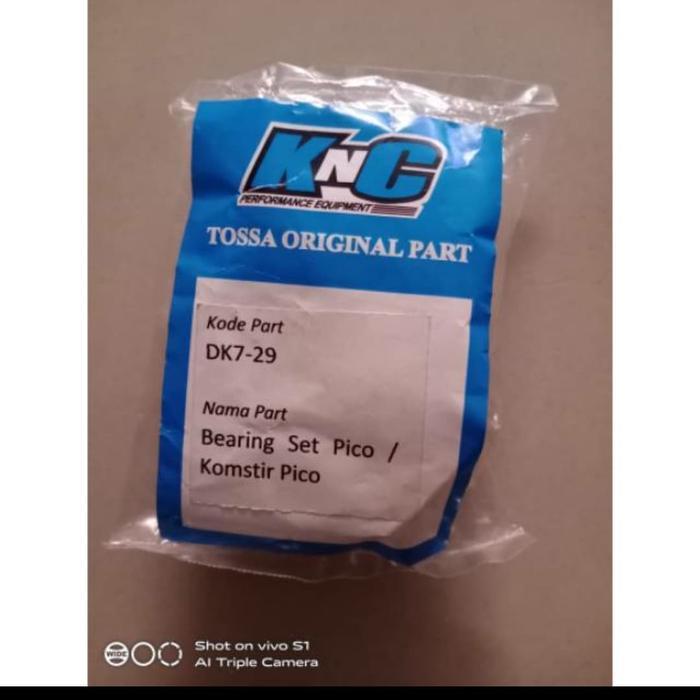 KNC
PERFORMANCE EQUIPMENT
TOSSA ORIGINAL PART
Kode Part
DK7-29
Nama Part
Bearing Set Pico /
Komstir Pico
WIDE
Shot on vivo S1
AI Triple Camera